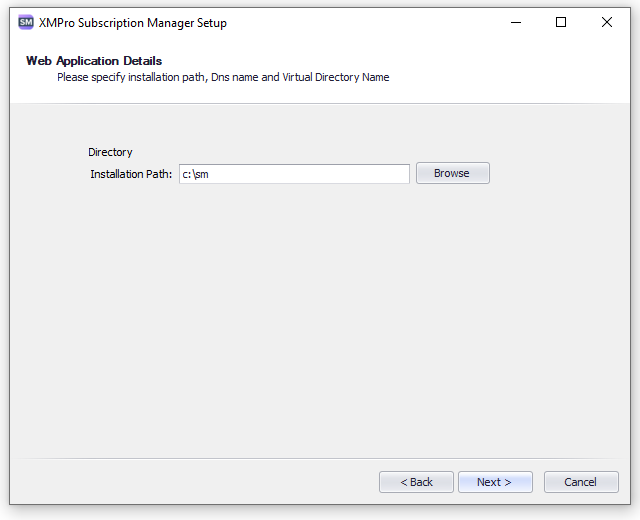 SM XMPro Subscription Manager Setup
Web Application Details
Please specify installation path, Dns name and Virtual Directory Name
Directory
Installation Path: c:\sm Browse
< Back Next > Cancel